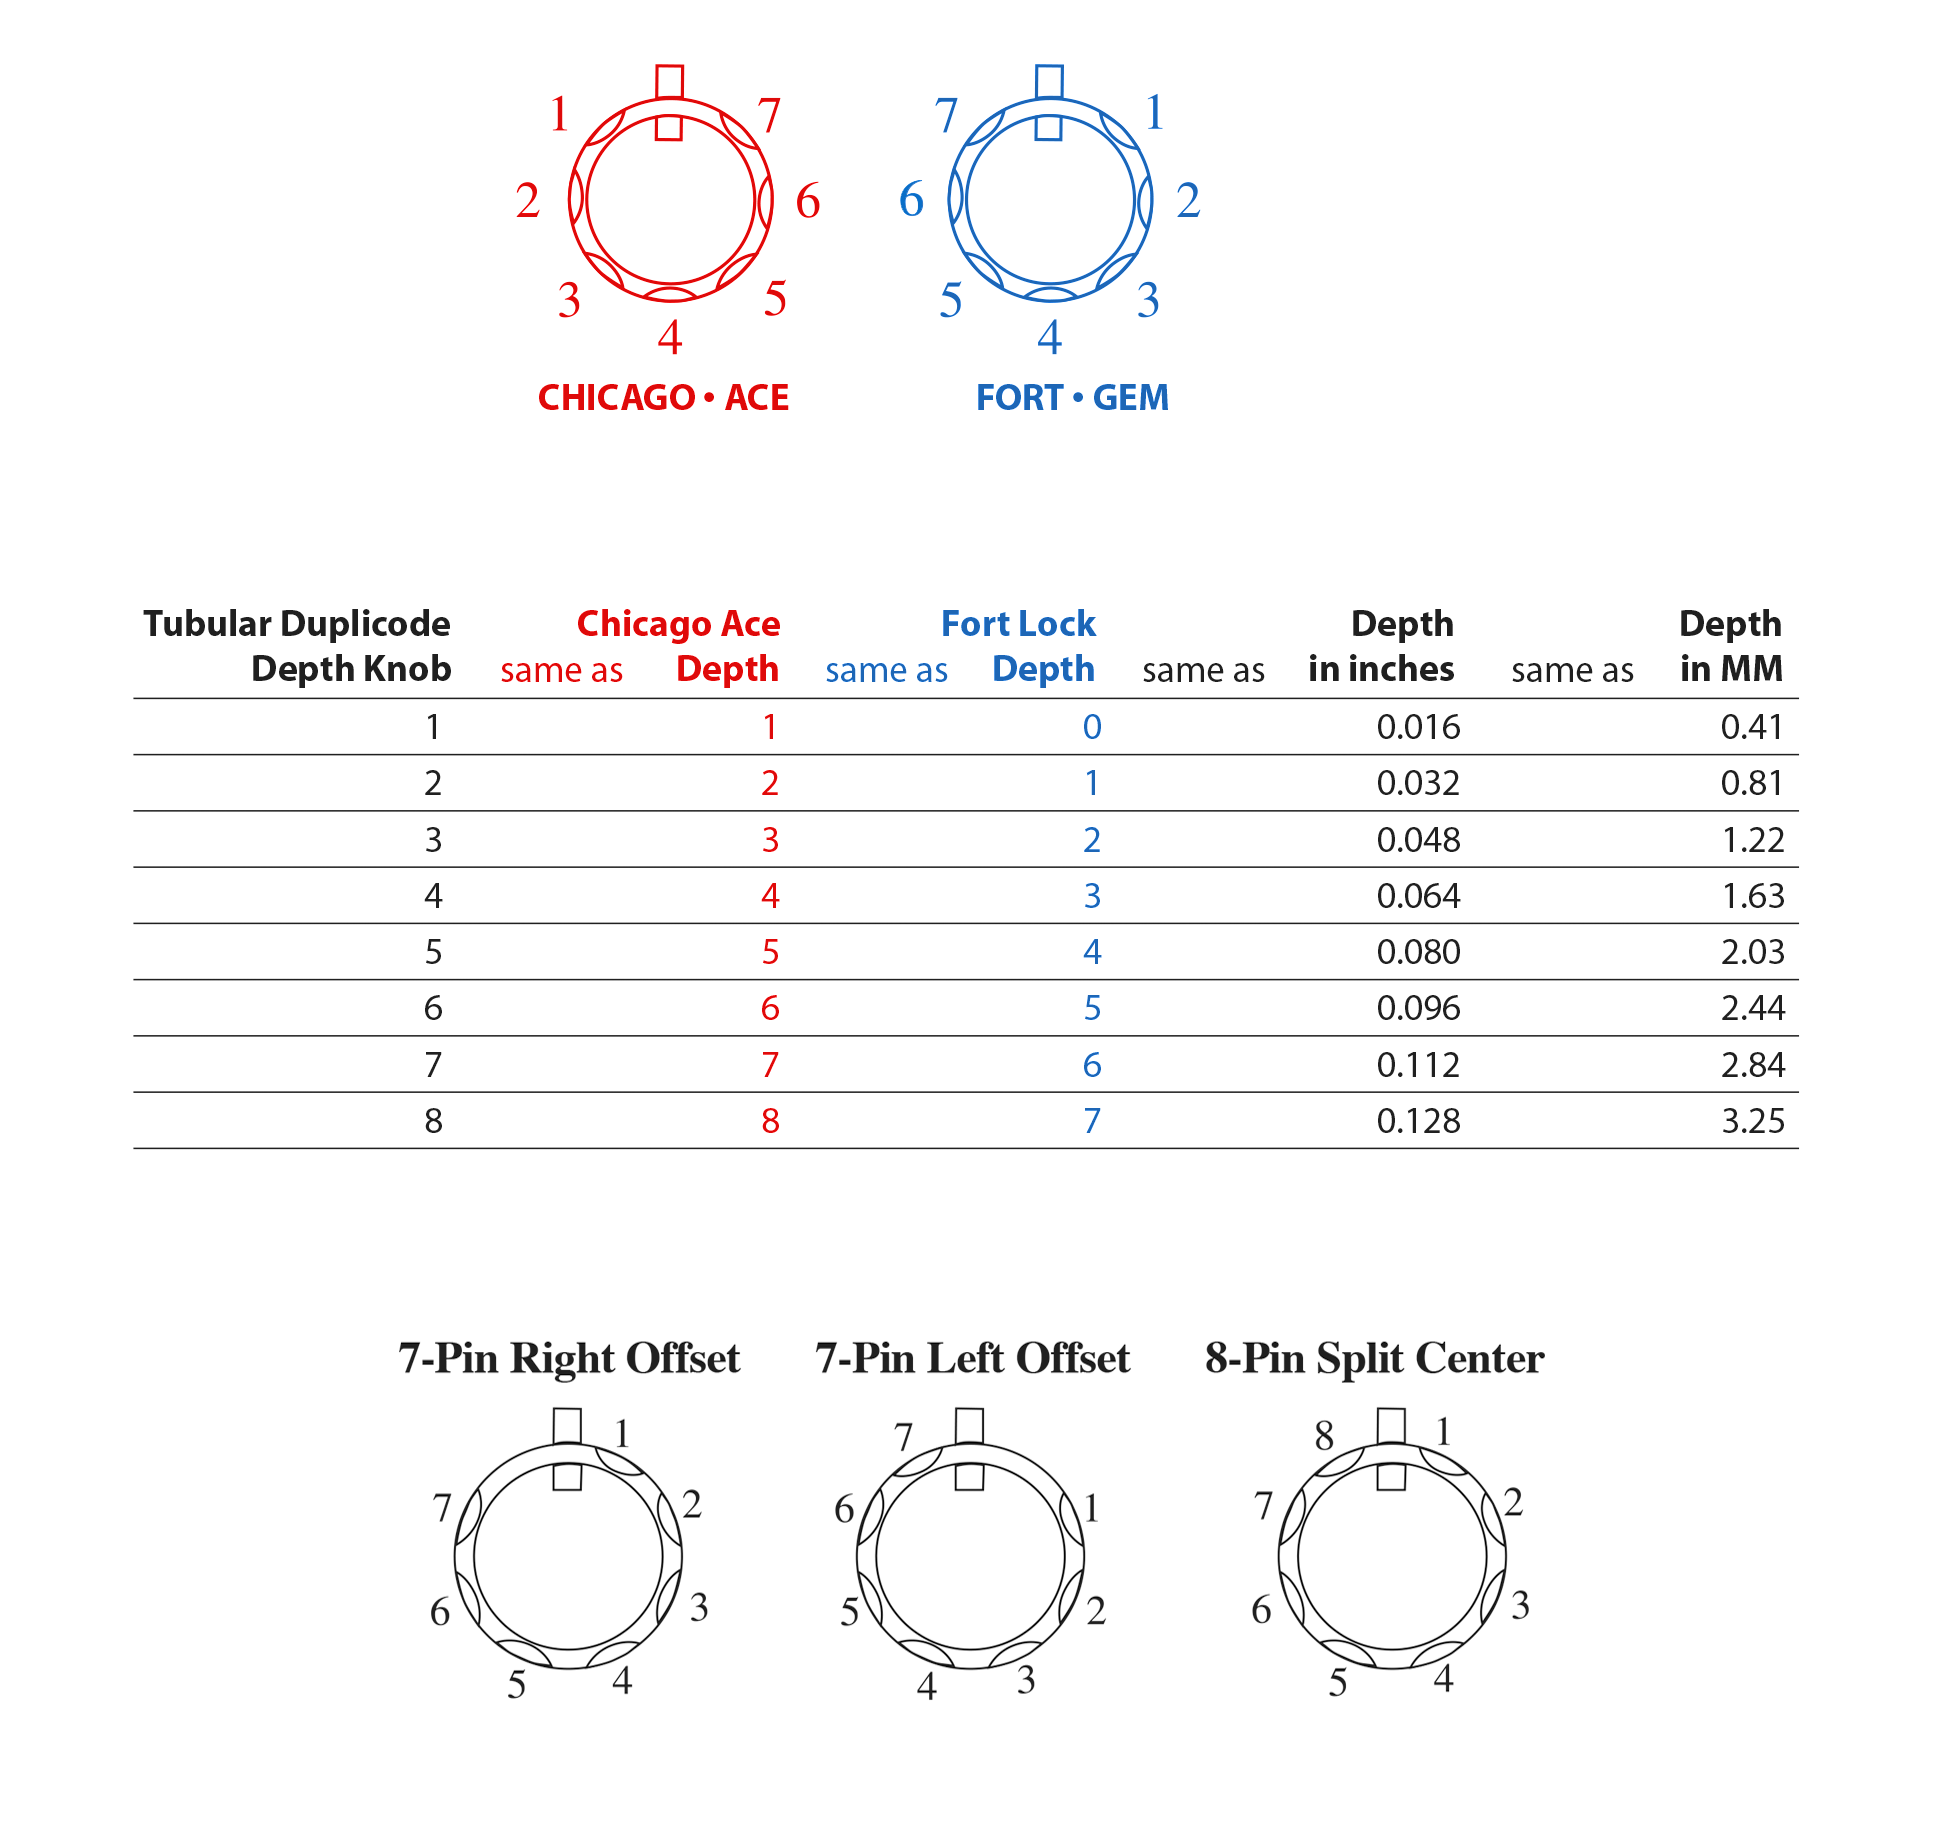 1 7 7 1
2 6 6 2
3 5 5 3
4 4
CHICAGO • ACE FORT • GEM
Tubular Duplicode Chicago Ace Fort Lock Depth Depth
Depth Knob same as Depth same as Depth same as in inches same as in MM
1 1 0 0.016 0.41
2 2 1 0.032 0.81
3 3 2 0.048 1.22
4 4 3 0.064 1.63
5 5 4 0.080 2.03
6 6 5 0.096 2.44
7 7 6 0.112 2.84
8 8 7 0.128 3.25
7-Pin Right Offset 7-Pin Left Offset 8-Pin Split Center
1 7 8 1
7 2 6 1 7 2
6 3 5 2 6 3
5 4 4 3 5 4